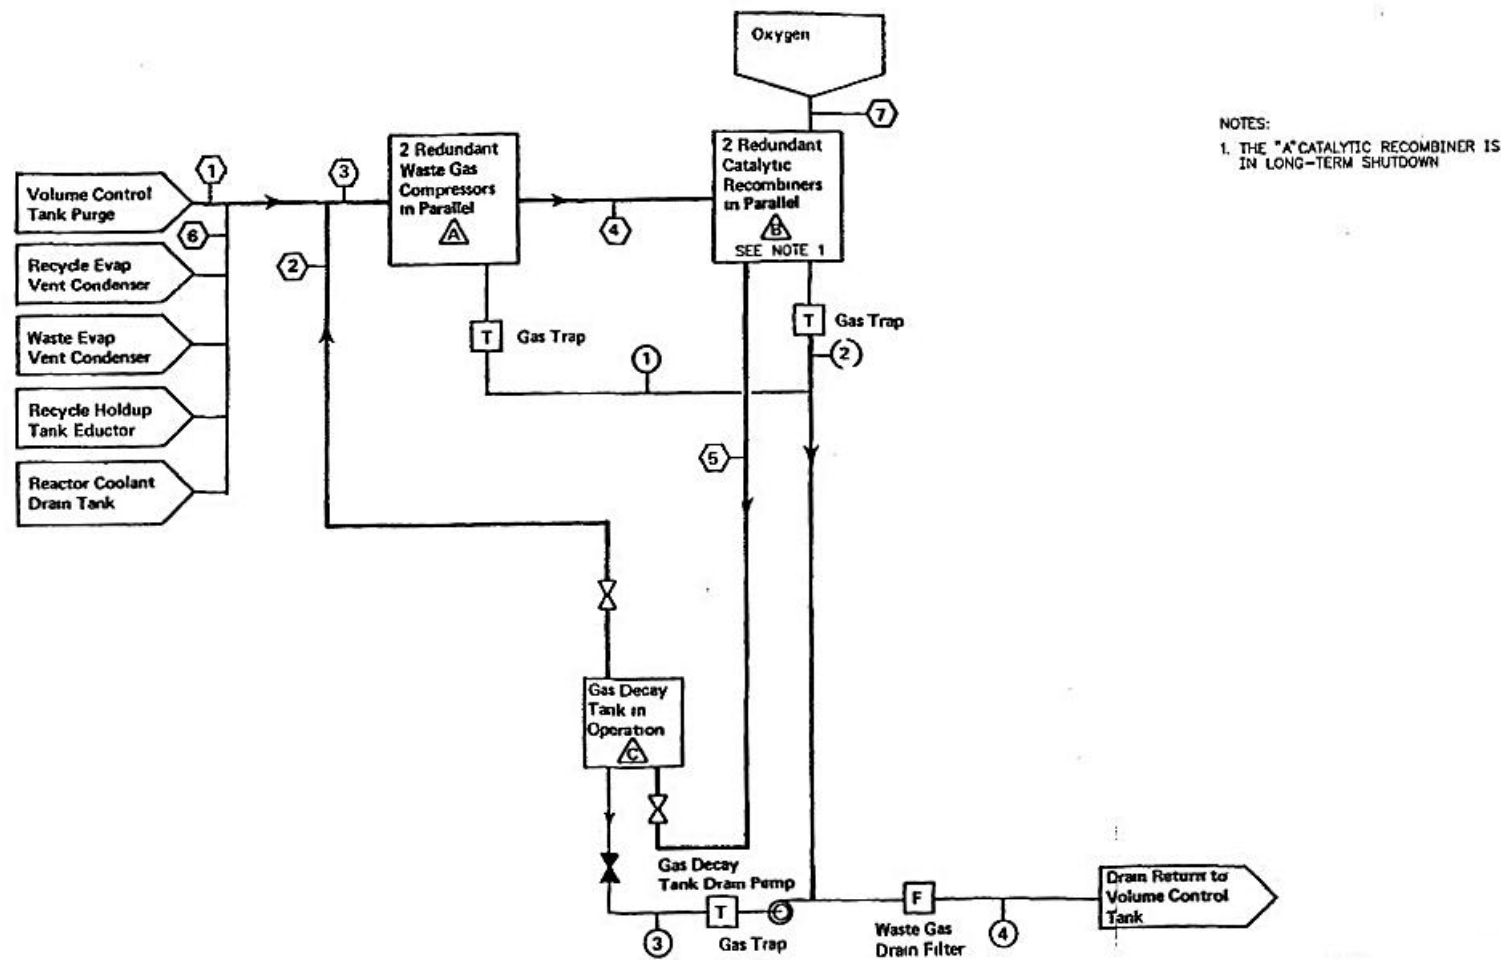 Oxygen
7
NOTES:
1. THE "A" CATALYTIC RECOMBINER IS
IN LONG-TERM SHUTDOWN
2 Redundant
Waste Gas
Compressors
in Parallel
A
2 Redundant
Catalytic
Recombiners
in Parallel
B
SEE NOTE 1
1
3
4
Volume Control
Tank Purge
6
2
Recycle Evap
Vent Condenser
Waste Evap
Vent Condenser
Recycle Holdup
Tank Eductor
Reactor Coolant
Drain Tank
T
Gas Trap
T
Gas Trap
1
2
5
Gas Decay
Tank in
Operation
C
Gas Decay
Tank Drain Pump
T
Gas Trap
3
F
Waste Gas
Drain Filter
4
Drain Return to
Volume Control
Tank